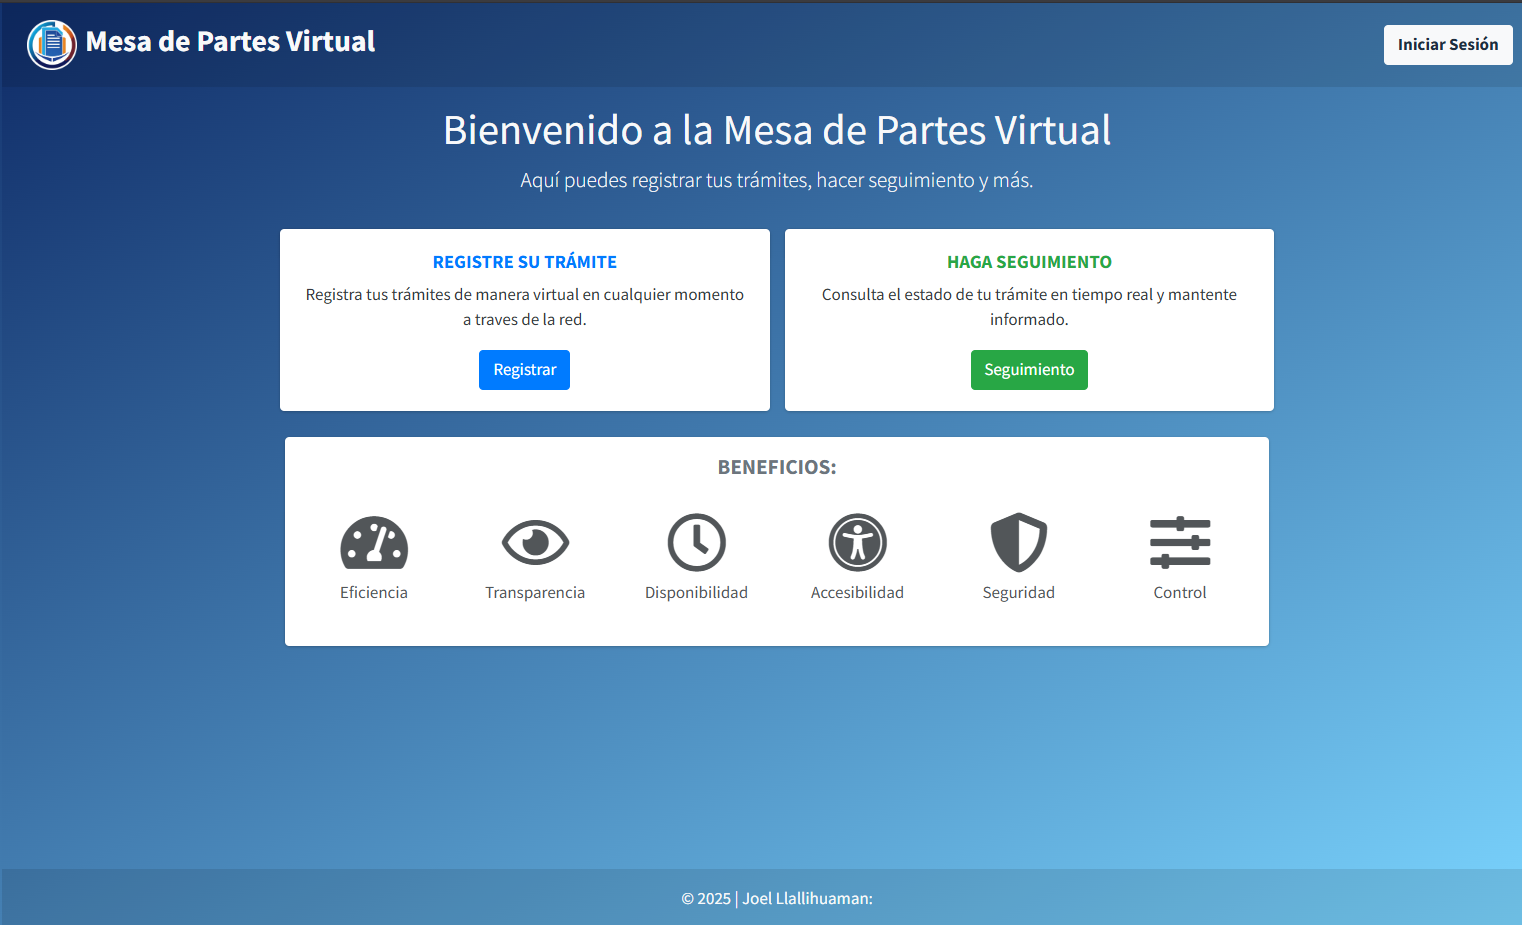 Mesa de Partes Virtual
Iniciar Sesión
Bienvenido a la Mesa de Partes Virtual
Aquí puedes registrar tus trámites, hacer seguimiento y más.
REGISTRE SU TRÁMITE
Registra tus trámites de manera virtual en cualquier momento
a traves de la red.
Registrar
HAGA SEGUIMIENTO
Consulta el estado de tu trámite en tiempo real y mantente
informado.
Seguimiento
BENEFICIOS:
Eficiencia
Transparencia
Disponibilidad
Accesibilidad
Seguridad
Control
© 2025 | Joel Llallihuaman: